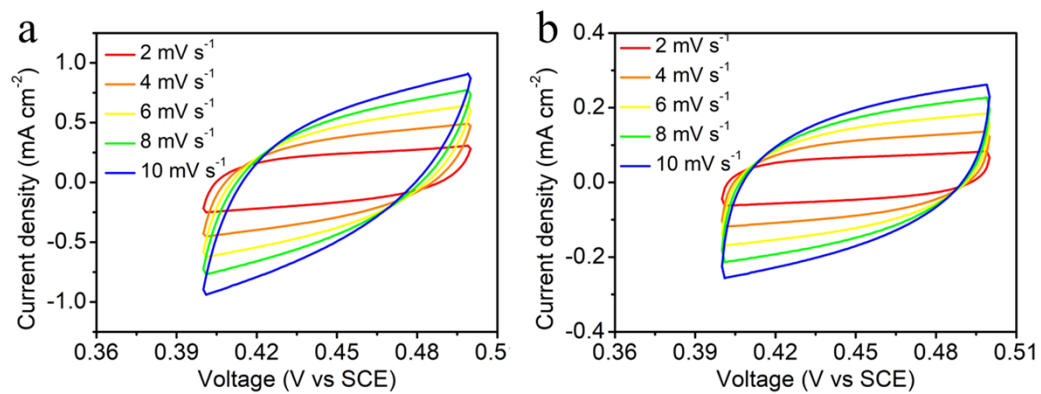 a
1.0
0.5
0.0
-0.5
-1.0
Current density (mA cm-2)
2 mV s-1
4 mV s-1
6 mV s-1
8 mV s-1
10 mV s-1
0.36 0.39 0.42 0.45 0.48 0.5
Voltage (V vs SCE)
b
0.4
0.2
0.0
-0.2
-0.4
Current density (mA cm-2)
2 mV s-1
4 mV s-1
6 mV s-1
8 mV s-1
10 mV s-1
0.36 0.39 0.42 0.45 0.48 0.51
Voltage (V vs SCE)